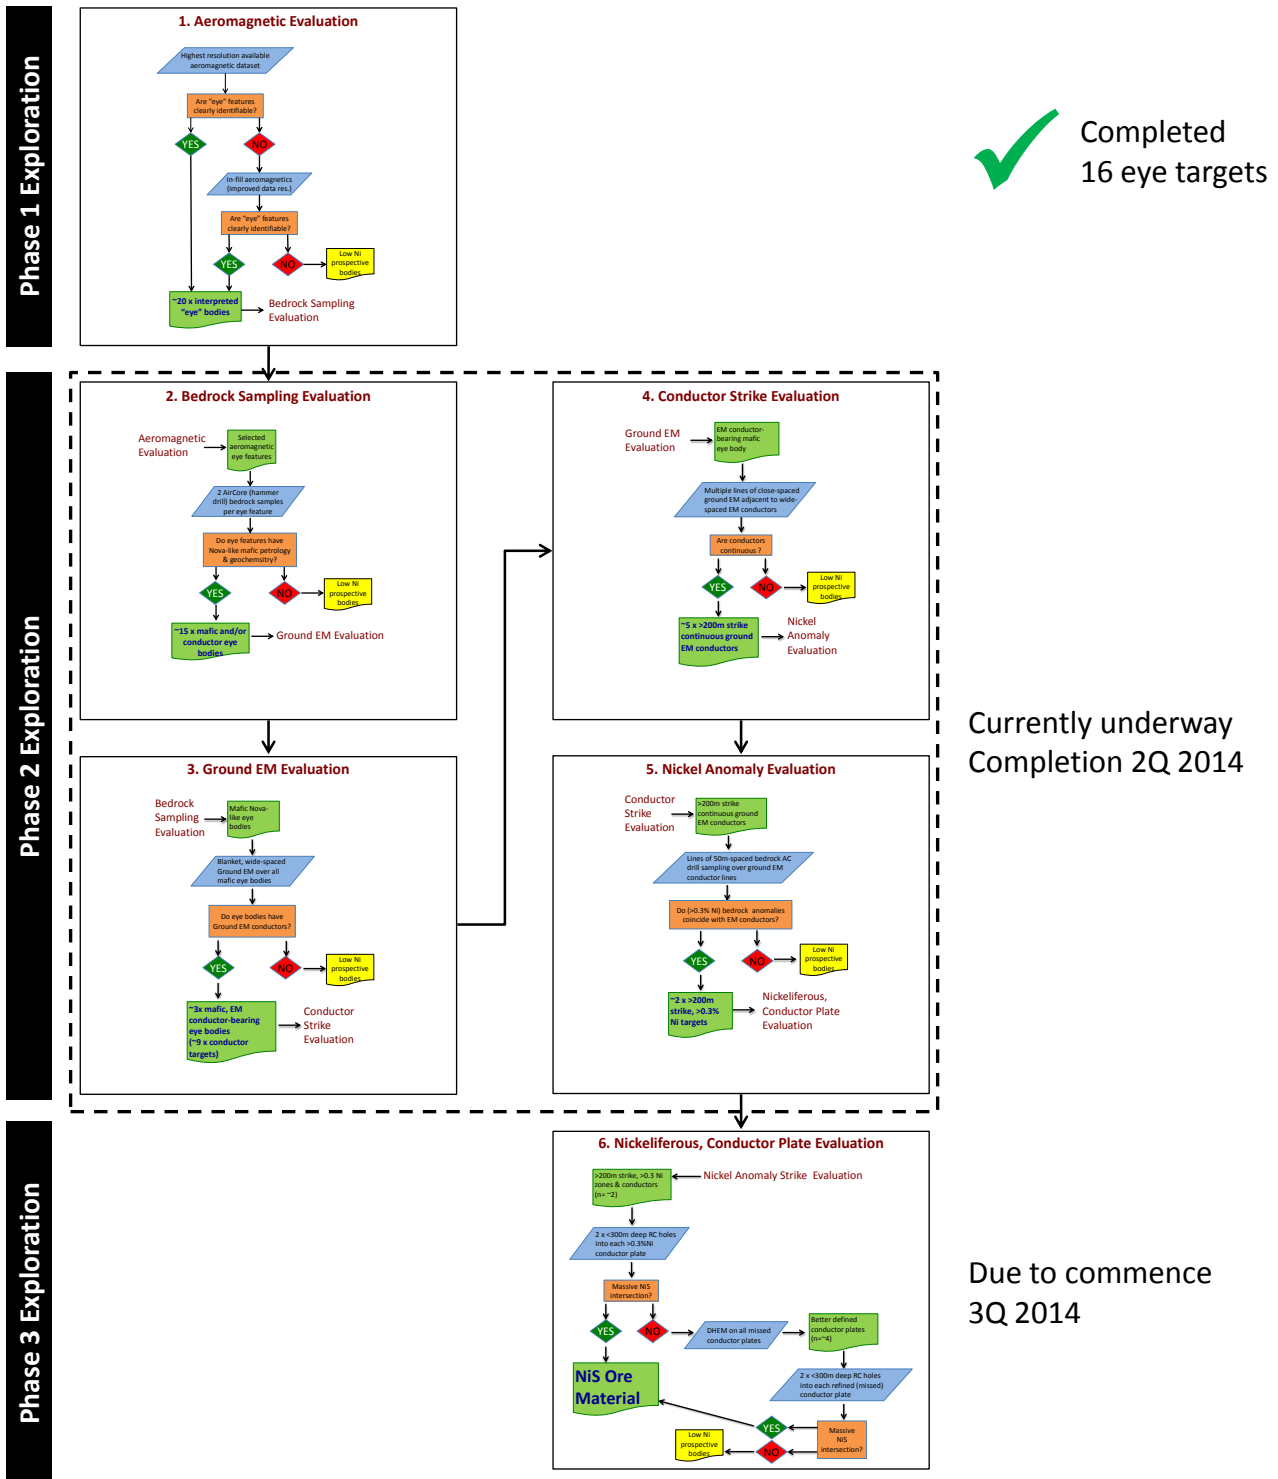 Phase 1 Exploration
1. Aeromagnetic Evaluation
Highest resolution available
aeromagnetic dataset
Are "eye" features
clearly identifiable?
YES
NO
In-fill aeromagnetics
(improved data res.)
Are "eye" features
clearly identifiable?
YES
NO
Low Ni
prospective
bodies
~20 x interpreted
"eye" bodies
Bedrock Sampling
Evaluation
Completed
16 eye targets
Phase 2 Exploration
2. Bedrock Sampling Evaluation
Aeromagnetic
Evaluation
Selected
aeromagnetic
eye features
2 AirCore (hammer
drill) bedrock samples
per eye feature
Do eye features have
Nova-like mafic petrology
& geochemsitry?
YES
NO
Low Ni
prospective
bodies
~15 x mafic and/or
conductor eye
bodies
Ground EM Evaluation
3. Ground EM Evaluation
Bedrock
Sampling
Evaluation
Mafic Nova-
like eye
bodies
Blanket, wide-spaced
Ground EM over all
mafic eye bodies
Do eye bodies have
Ground EM conductors?
YES
NO
Low Ni
prospective
bodies
~3x mafic, EM
conductor-bearing
eye bodies
(~9 x conductor
targets)
Conductor
Strike
Evaluation
4. Conductor Strike Evaluation
Ground EM
Evaluation
EM conductor-
bearing mafic
eye body
Multiple lines of close-spaced
ground EM adjacent to wide-
spaced EM conductors
Are conductors
continuous ?
YES
NO
Low Ni
prospective
bodies
~5 x >200m strike
continuous ground
EM conductors
Nickel
Anomaly
Evaluation
5. Nickel Anomaly Evaluation
Conductor
Strike
Evaluation
>200m strike
continuous ground
EM conductors
Lines of 50m-spaced bedrock AC
drill sampling over ground EM
conductor lines
Do (>0.3% Ni) bedrock anomalies
coincide with EM conductors?
YES
NO
Low Ni
prospective
bodies
~2 x >200m
strike, >0.3%
Ni targets
Nickeliferous,
Conductor Plate
Evaluation
Currently underway
Completion 2Q 2014
Phase 3 Exploration
6. Nickeliferous, Conductor Plate Evaluation
>200m strike, >0.3 Ni
zones & conductors
(n= ~2)
Nickel Anomaly Strike Evaluation
2 x <300m deep RC holes
into each >0.3%Ni
conductor plate
Massive NIS
intersection?
YES
NO
DHEM on all missed
conductor plates
Better defined
conductor plates
(n=~4)
2 x <300m deep RC holes
into each refined (missed)
conductor plate
Massive
NiS
intersection?
YES
NO
Low Ni
prospective
bodies
NiS Ore
Material
Due to commence
3Q 2014